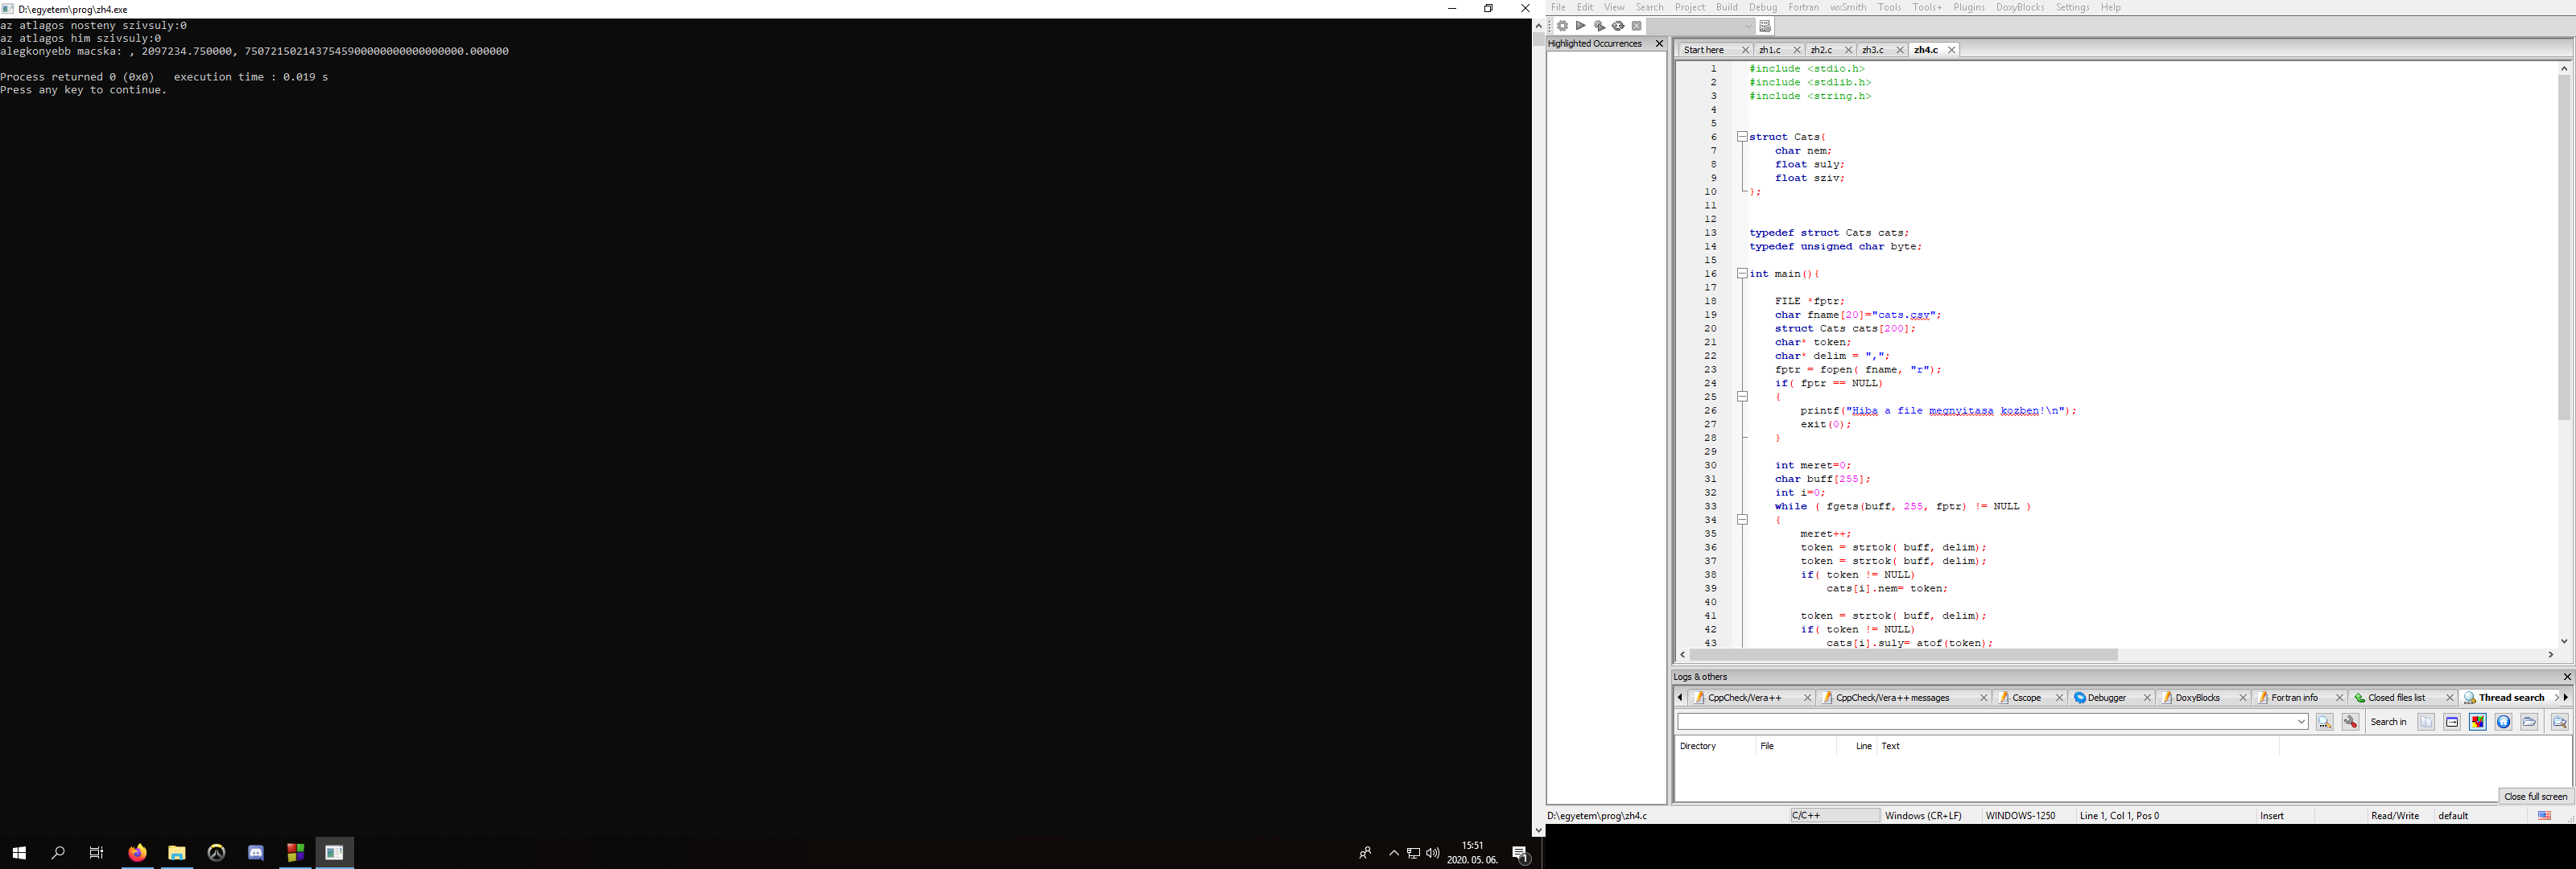 D:\egyetem\prog\zh4.exe
az atlagos nosteny szivsuly:0
az atlagos him szivsuly:0
alegkonyebb macska: , 2097234.750000, 75072150214375459000000000000000000.000000
Process returned 0 (0x0)   execution time : 0.019 s
Press any key to continue.
15:51
2020. 05. 06.
1
File Edit View Search Project Build Debug Fortran wxSmith Tools Tools+ Plugins DoxyBlocks Settings Help
Highlighted Occurrences
Start here zh1.c zh2.c zh3.c zh4.c
1 #include <stdio.h>
2 #include <stdlib.h>
3 #include <string.h>
4
5
6 struct Cats{
7 char nem;
8 float suly;
9 float sziv;
10 };
11
12
13 typedef struct Cats cats;
14 typedef unsigned char byte;
15
16 int main(){
17
18 FILE *fptr;
19 char fname[20]="cats.csv";
20 struct Cats cats[200];
21 char* token;
22 char* delim = ",";
23 fptr = fopen( fname, "r");
24 if( fptr == NULL)
25 {
26 printf("Hiba a file megnyitasa kozben!\n");
27 exit(0);
28 }
29
30 int meret=0;
31 char buff[255];
32 int i=0;
33 while ( fgets(buff, 255, fptr) != NULL )
34 {
35 meret++;
36 token = strtok( buff, delim);
37 token = strtok( buff, delim);
38 if( token != NULL)
39 cats[i].nem= token;
40
41 token = strtok( buff, delim);
42 if( token != NULL)
43 cats[i].suly= atof(token);
Logs & others
CppCheck/Vera++ CppCheck/Vera++ messages Cscope Debugger DoxyBlocks Fortran info Closed files list Thread search
Search in
Directory File Line Text
Close full screen
D:\egyetem\prog\zh4.c C/C++ Windows (CR+LF) WINDOWS-1250 Line 1, Col 1, Pos 0 Insert Read/Write default